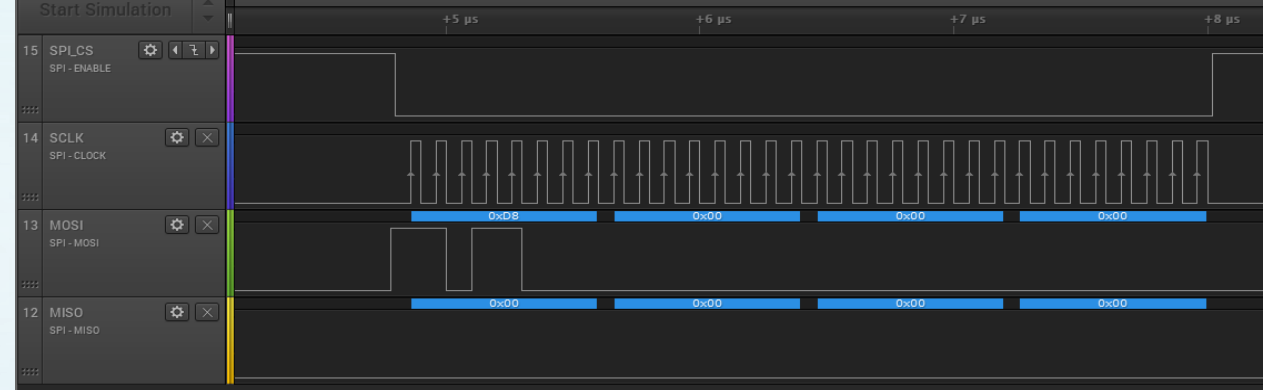 Start Simulation
+5 µs +6 µs +7 µs +8 µs
15 SPI_CS
SPI - ENABLE
14 SCLK
SPI - CLOCK
0xD8 0x00 0x00 0x00
13 MOSI
SPI - MOSI
0x00 0x00 0x00 0x00
12 MISO
SPI - MISO